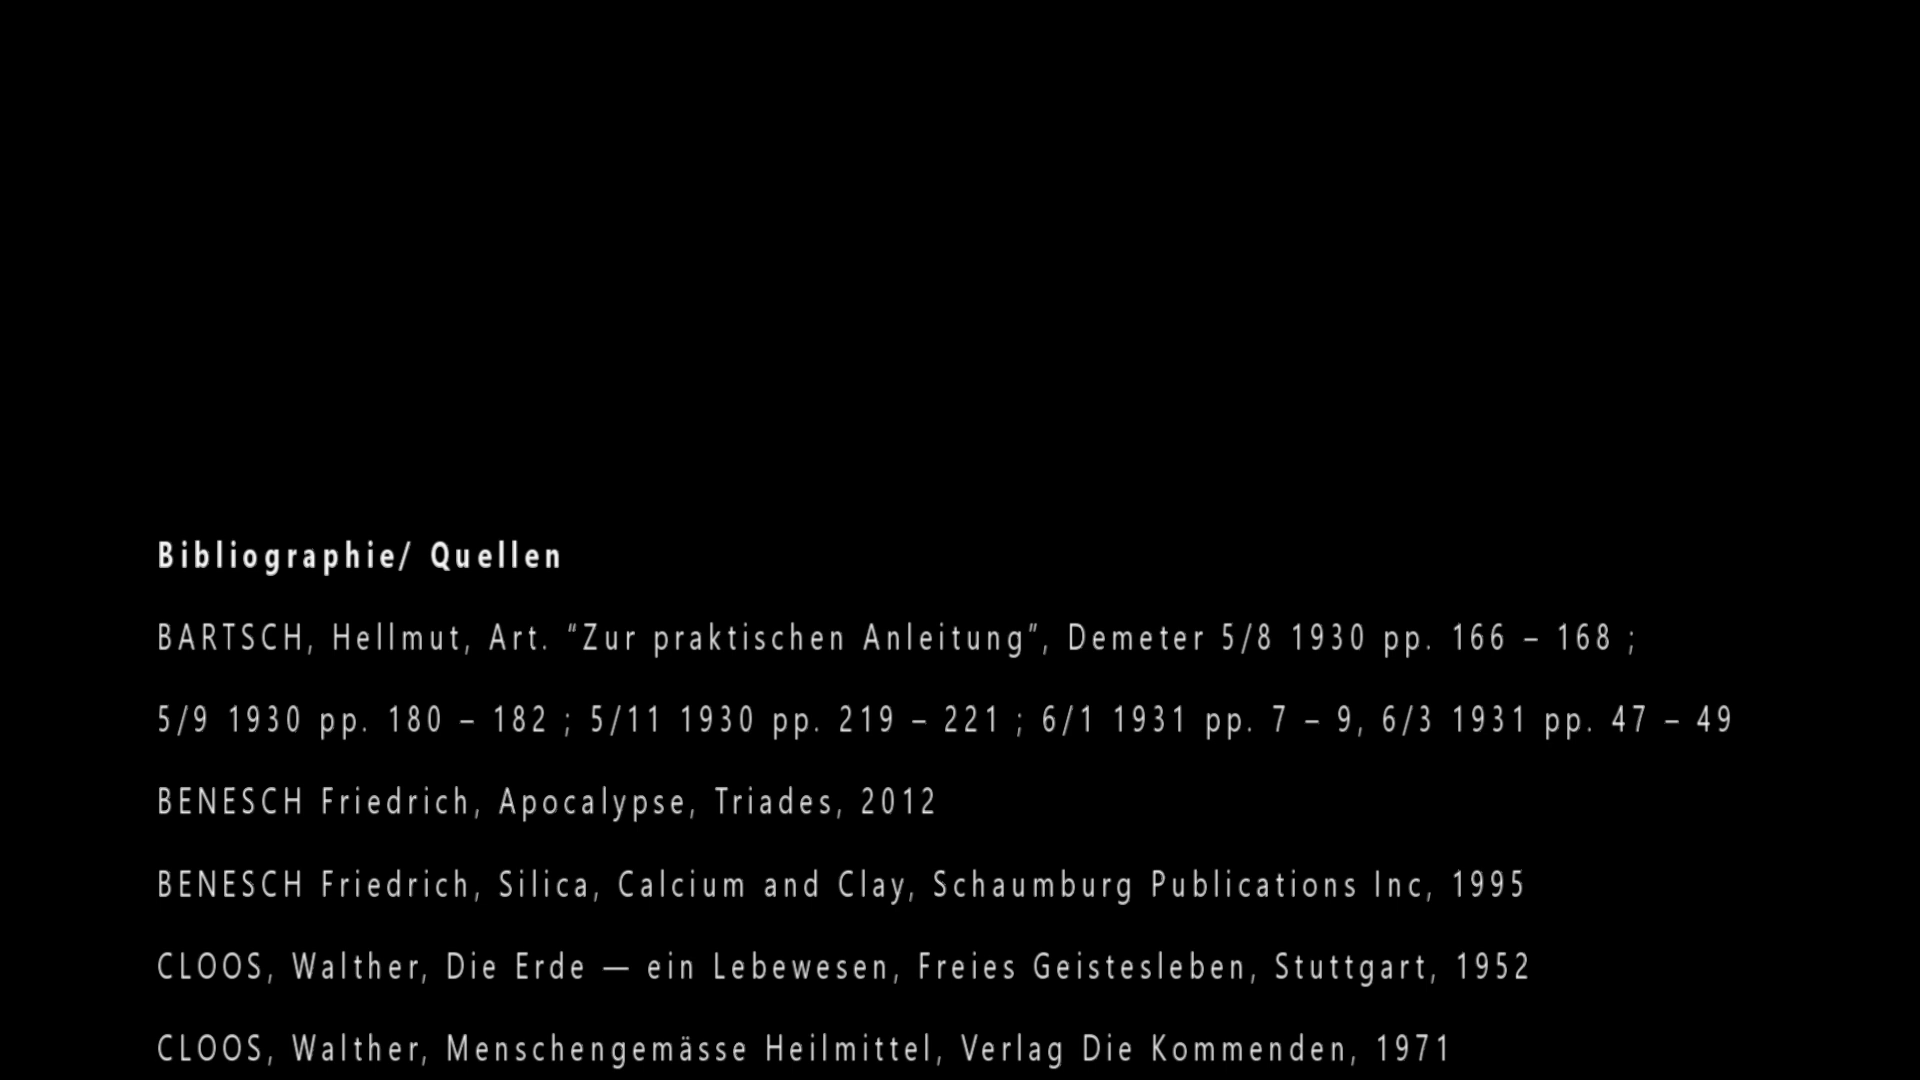 Bibliographie/ Quellen
BARTSCH, Hellmut, Art. “Zur praktischen Anleitung”, Demeter 5/8 1930 pp. 166 – 168 ;
5/9 1930 pp. 180 – 182 ; 5/11 1930 pp. 219 – 221 ; 6/1 1931 pp. 7 – 9, 6/3 1931 pp. 47 – 49
BENESCH Friedrich, Apocalypse, Triades, 2012
BENESCH Friedrich, Silica, Calcium and Clay, Schaumburg Publications Inc, 1995
CLOOS, Walther, Die Erde — ein Lebewesen, Freies Geistesleben, Stuttgart, 1952
CLOOS, Walther, Menschengemässe Heilmittel, Verlag Die Kommenden, 1971